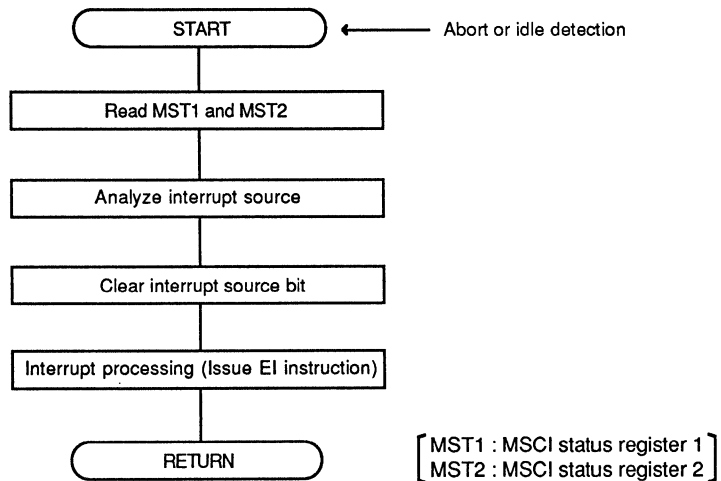 START
Abort or idle detection
Read MST1 and MST2
Analyze interrupt source
Clear interrupt source bit
Interrupt processing (Issue EI instruction)
RETURN
MST1 : MSCI status register 1
MST2 : MSCI status register 2